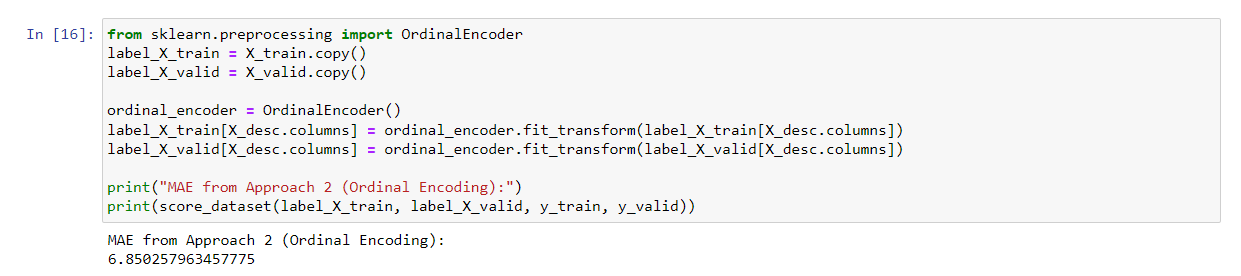 In [16]: from sklearn.preprocessing import OrdinalEncoder
label_X_train = X_train.copy()
label_X_valid = X_valid.copy()
ordinal_encoder = OrdinalEncoder()
label_X_train[X_desc.columns] = ordinal_encoder.fit_transform(label_X_train[X_desc.columns])
label_X_valid[X_desc.columns] = ordinal_encoder.fit_transform(label_X_valid[X_desc.columns])
print("MAE from Approach 2 (Ordinal Encoding):")
print(score_dataset(label_X_train, label_X_valid, y_train, y_valid))
MAE from Approach 2 (Ordinal Encoding):
6.850257963457775